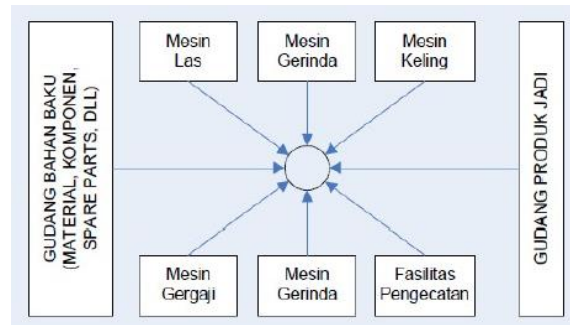 GUDANG BAHAN BAKU
(MATERIAL, KOMPONEN,
SPARE PARTS, DLL)
Mesin
Las
Mesin
Gerinda
Mesin
Keling
Mesin
Gergaji
Mesin
Gerinda
Fasilitas
Pengecatan
GUDANG PRODUK JADI